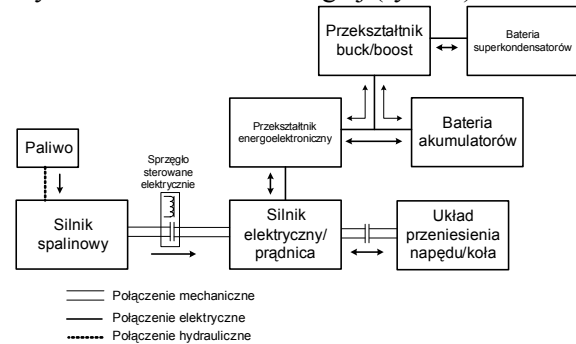 Przekształtnik
buck/boost
Bateria
superkondensatorów
Przekształtnik
energoelektroniczny
Bateria
akumulatorów
Paliwo
Sprzęgło
sterowane
elektrycznie
Silnik
spalinowy
Silnik
elektryczny/
prądnica
Układ
przeniesienia
napędu/koła
Połączenie mechaniczne
Połączenie elektryczne
Połączenie hydrauliczne